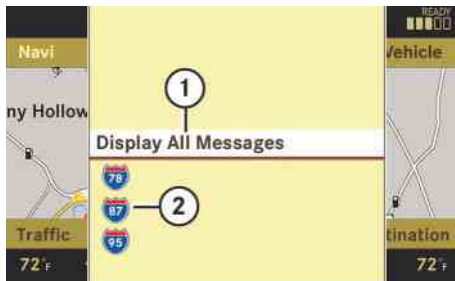 READY
Navi
Vehicle
1
ny Hollow
Display All Messages
78
87
2
95
Traffic
tination
72°F
72°F